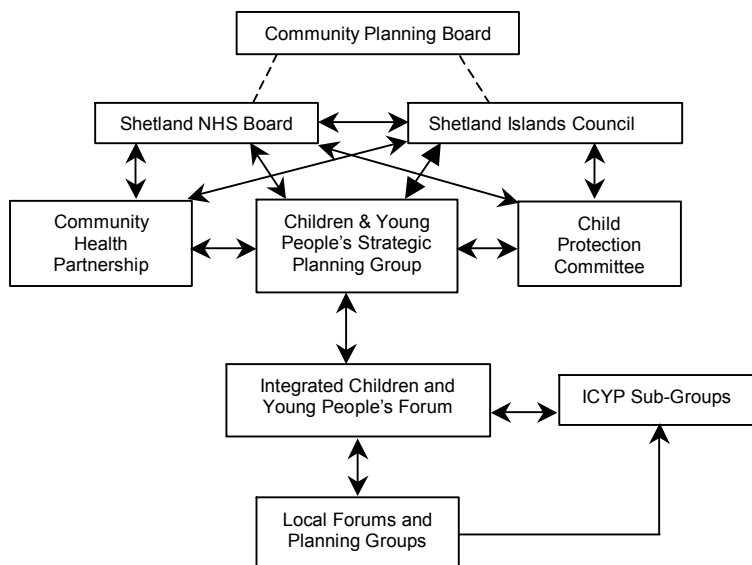 Community Planning Board
Shetland NHS Board
Shetland Islands Council
Community
Health
Partnership
Children & Young
People’s Strategic
Planning Group
Child
Protection
Committee
Integrated Children and
Young People’s Forum
ICYP Sub-Groups
Local Forums and
Planning Groups